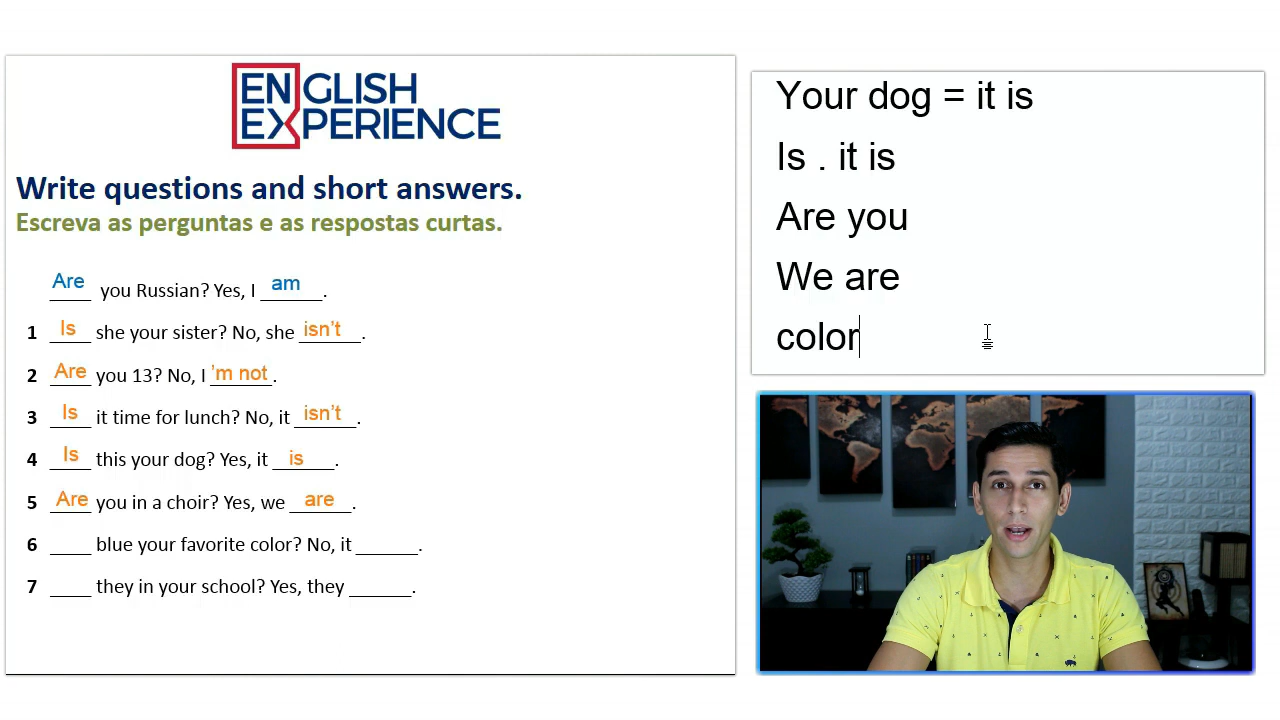 ENGLISH
EXPERIENCE
Write questions and short answers.
Escreva as perguntas e as respostas curtas.
Are you Russian? Yes, I am.
1 Is she your sister? No, she isn't.
2 Are you 13? No, I 'm not.
3 Is it time for lunch? No, it isn't.
4 Is this your dog? Yes, it is.
5 Are you in a choir? Yes, we are.
6 ____ blue your favorite color? No, it ______.
7 ____ they in your school? Yes, they ______.
Your dog = it is
Is . it is
Are you
We are
color